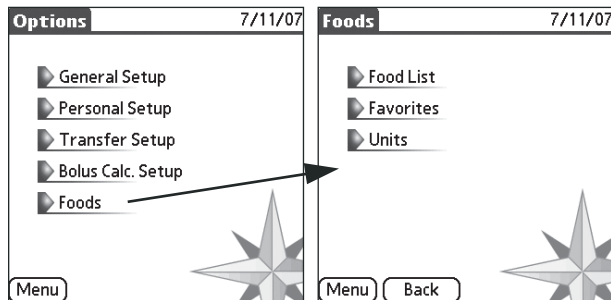 Options 7/11/07
General Setup
Personal Setup
Transfer Setup
Bolus Calc. Setup
Foods
Menu
Foods 7/11/07
Food List
Favorites
Units
Menu Back